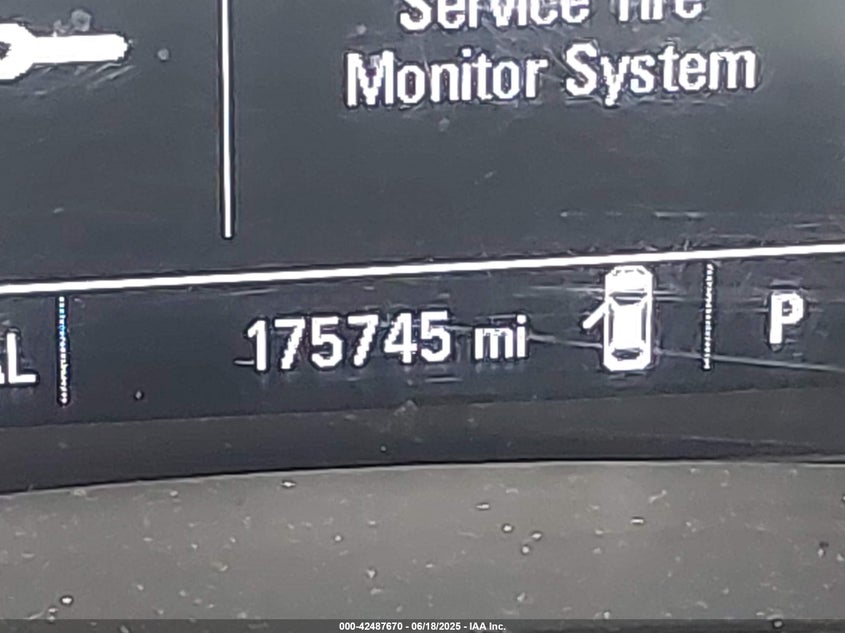 Service Tire
Monitor System
175745 mi
P
000-42487670 - 06/18/2025 - IAA Inc.